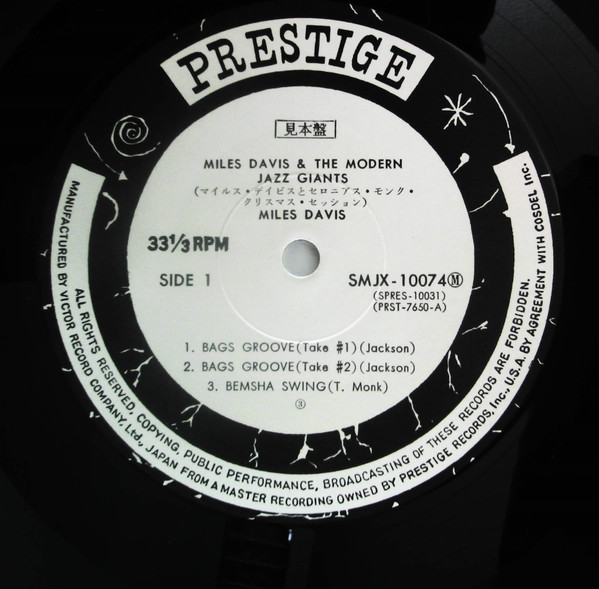 PRESTIGE
見本盤
MILES DAVIS & THE MODERN
JAZZ GIANTS
(マイルス・デイビスとセロニアス・モンク・
クリスマス・セッション)
MILES DAVIS
33 1/3 RPM
SIDE 1
SMJX-10074Ⓜ
(SPRES-10031)
(PRST-7650-A)
1. BAGS GROOVE(Take #1)(Jackson)
2. BAGS GROOVE(Take #2)(Jackson)
3. BEMSHA SWING(T. Monk)
③
ALL RIGHTS RESERVED, COPYING, PUBLIC PERFORMANCE, BROADCASTING OF THESE RECORDS ARE FORBIDDEN.
MANUFACTURED BY VICTOR RECORD COMPANY, Ltd., JAPAN FROM A MASTER RECORDING OWNED BY PRESTIGE RECORDS, Inc., U.S.A. BY AGREEMENT WITH COSDEL Inc.